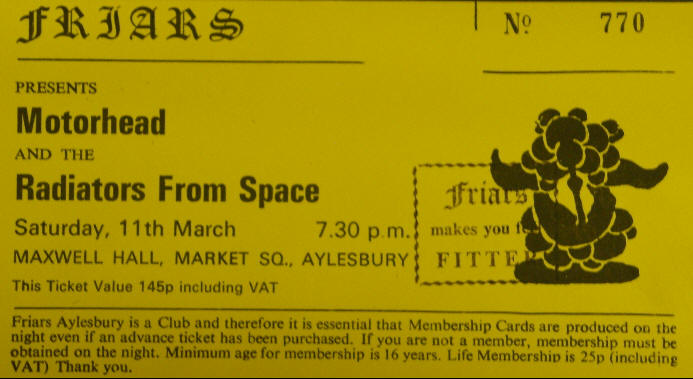 FRIARS
Nº 770
PRESENTS
Motorhead
AND THE
Radiators From Space
Saturday, 11th March 7.30 p.m.
MAXWELL HALL, MARKET SQ., AYLESBURY
This Ticket Value 145p including VAT
Friars
makes you
FITTER
Friars Aylesbury is a Club and therefore it is essential that Membership Cards are produced on the
night even if an advance ticket has been purchased. If you are not a member, membership must be
obtained on the night. Minimum age for membership is 16 years. Life Membership is 25p (including
VAT) Thank you.